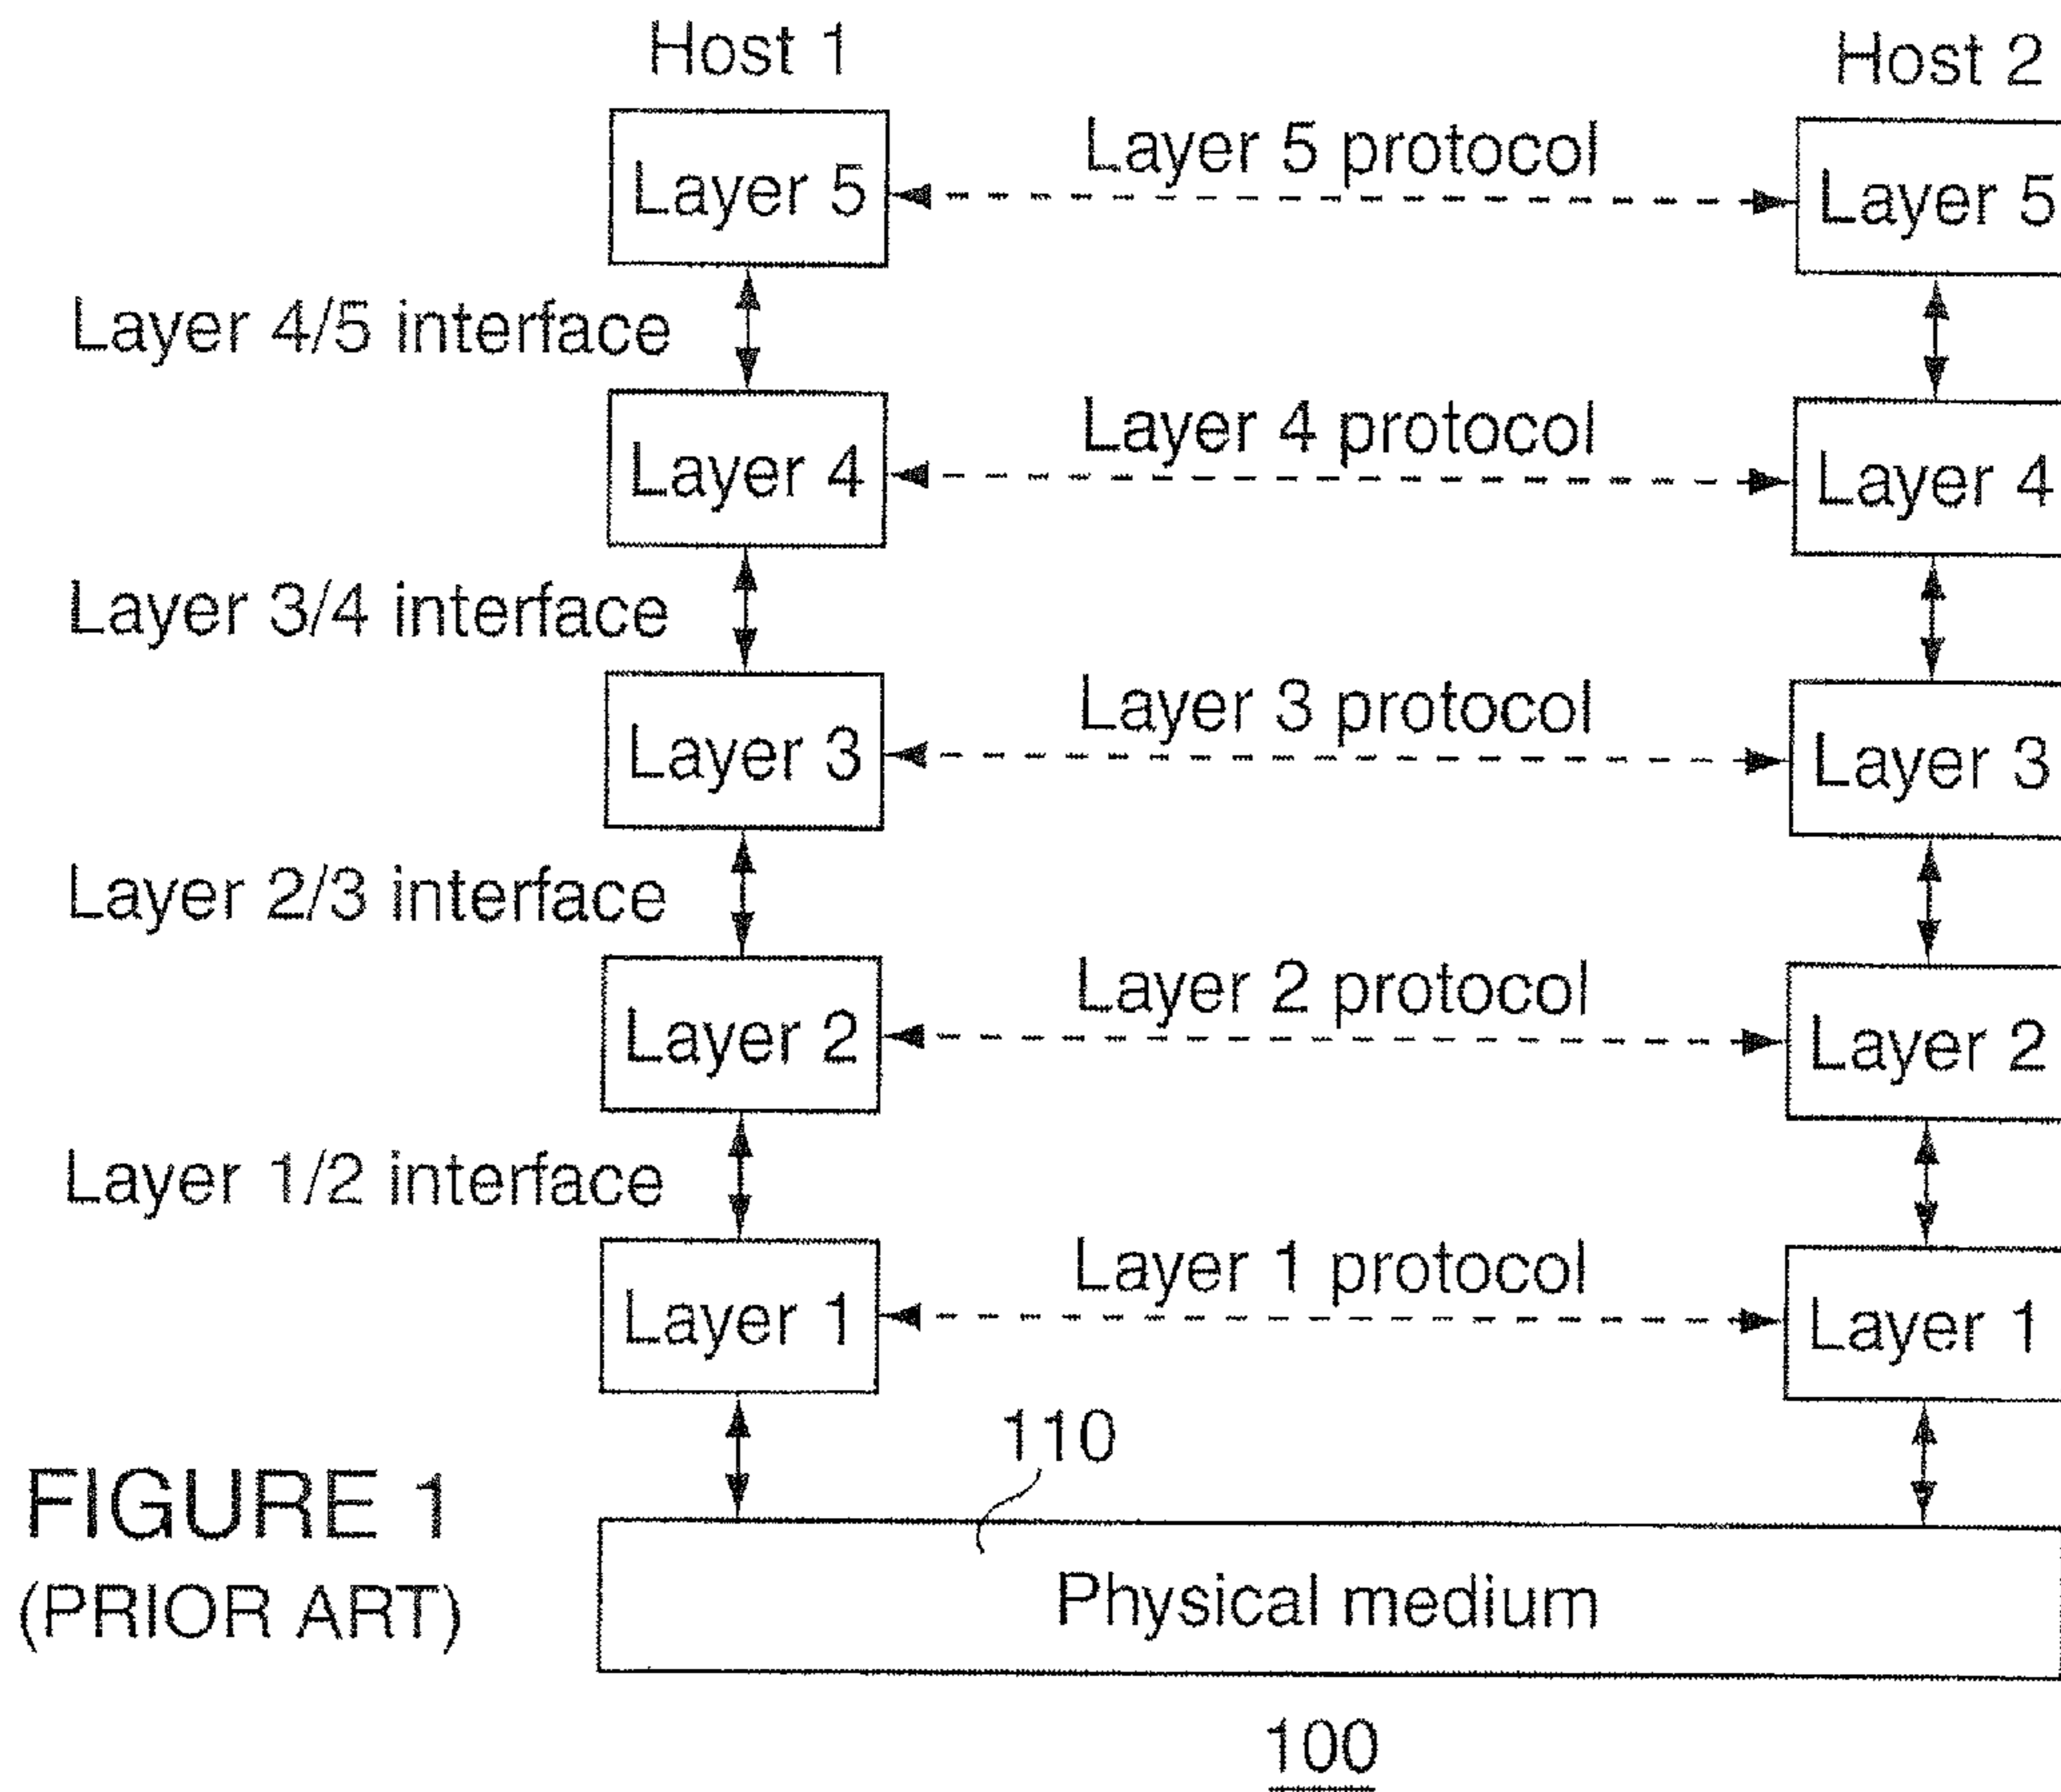 Host 1
Host 2
Layer 5
Layer 5 protocol
Layer 5
Layer 4/5 interface
Layer 4
Layer 4 protocol
Layer 4
Layer 3/4 interface
Layer 3
Layer 3 protocol
Layer 3
Layer 2/3 interface
Layer 2
Layer 2 protocol
Layer 2
Layer 1/2 interface
Layer 1
Layer 1 protocol
Layer 1
110
FIGURE 1
(PRIOR ART)
Physical medium
100